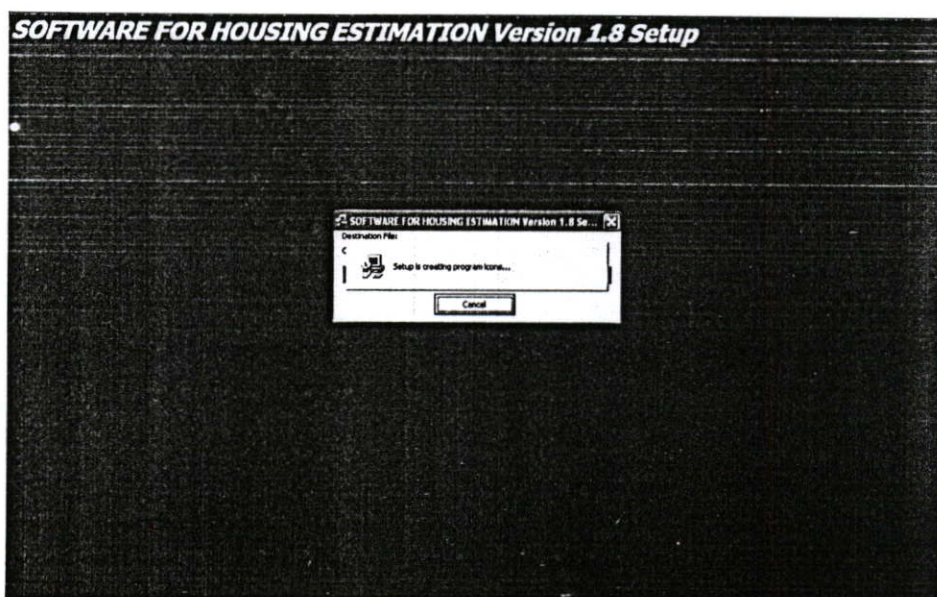 SOFTWARE FOR HOUSING ESTIMATION Version 1.8 Setup
SOFTWARE FOR HOUSING ESTIMATION Version 1.8 Se...
Destination File:
C
Setup is creating program icons...
Cancel